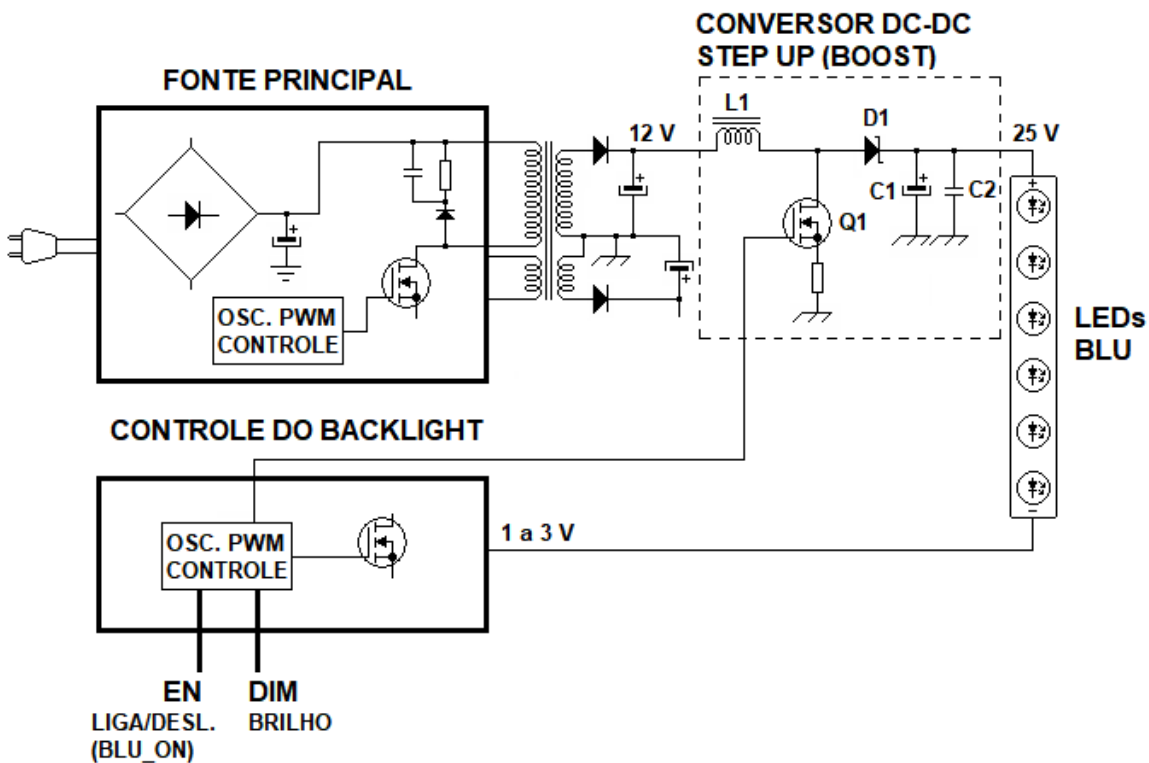 CONVERSOR DC-DC
STEP UP (BOOST)
FONTE PRINCIPAL
L1
12 V
D1
25 V
+
+
+
C1
C2
+
Q1
+
+
OSC. PWM
CONTROLE
LEDs
BLU
CONTROLE DO BACKLIGHT
OSC. PWM
CONTROLE
1 a 3 V
−
EN
DIM
LIGA/DESL.
BRILHO
(BLU_ON)